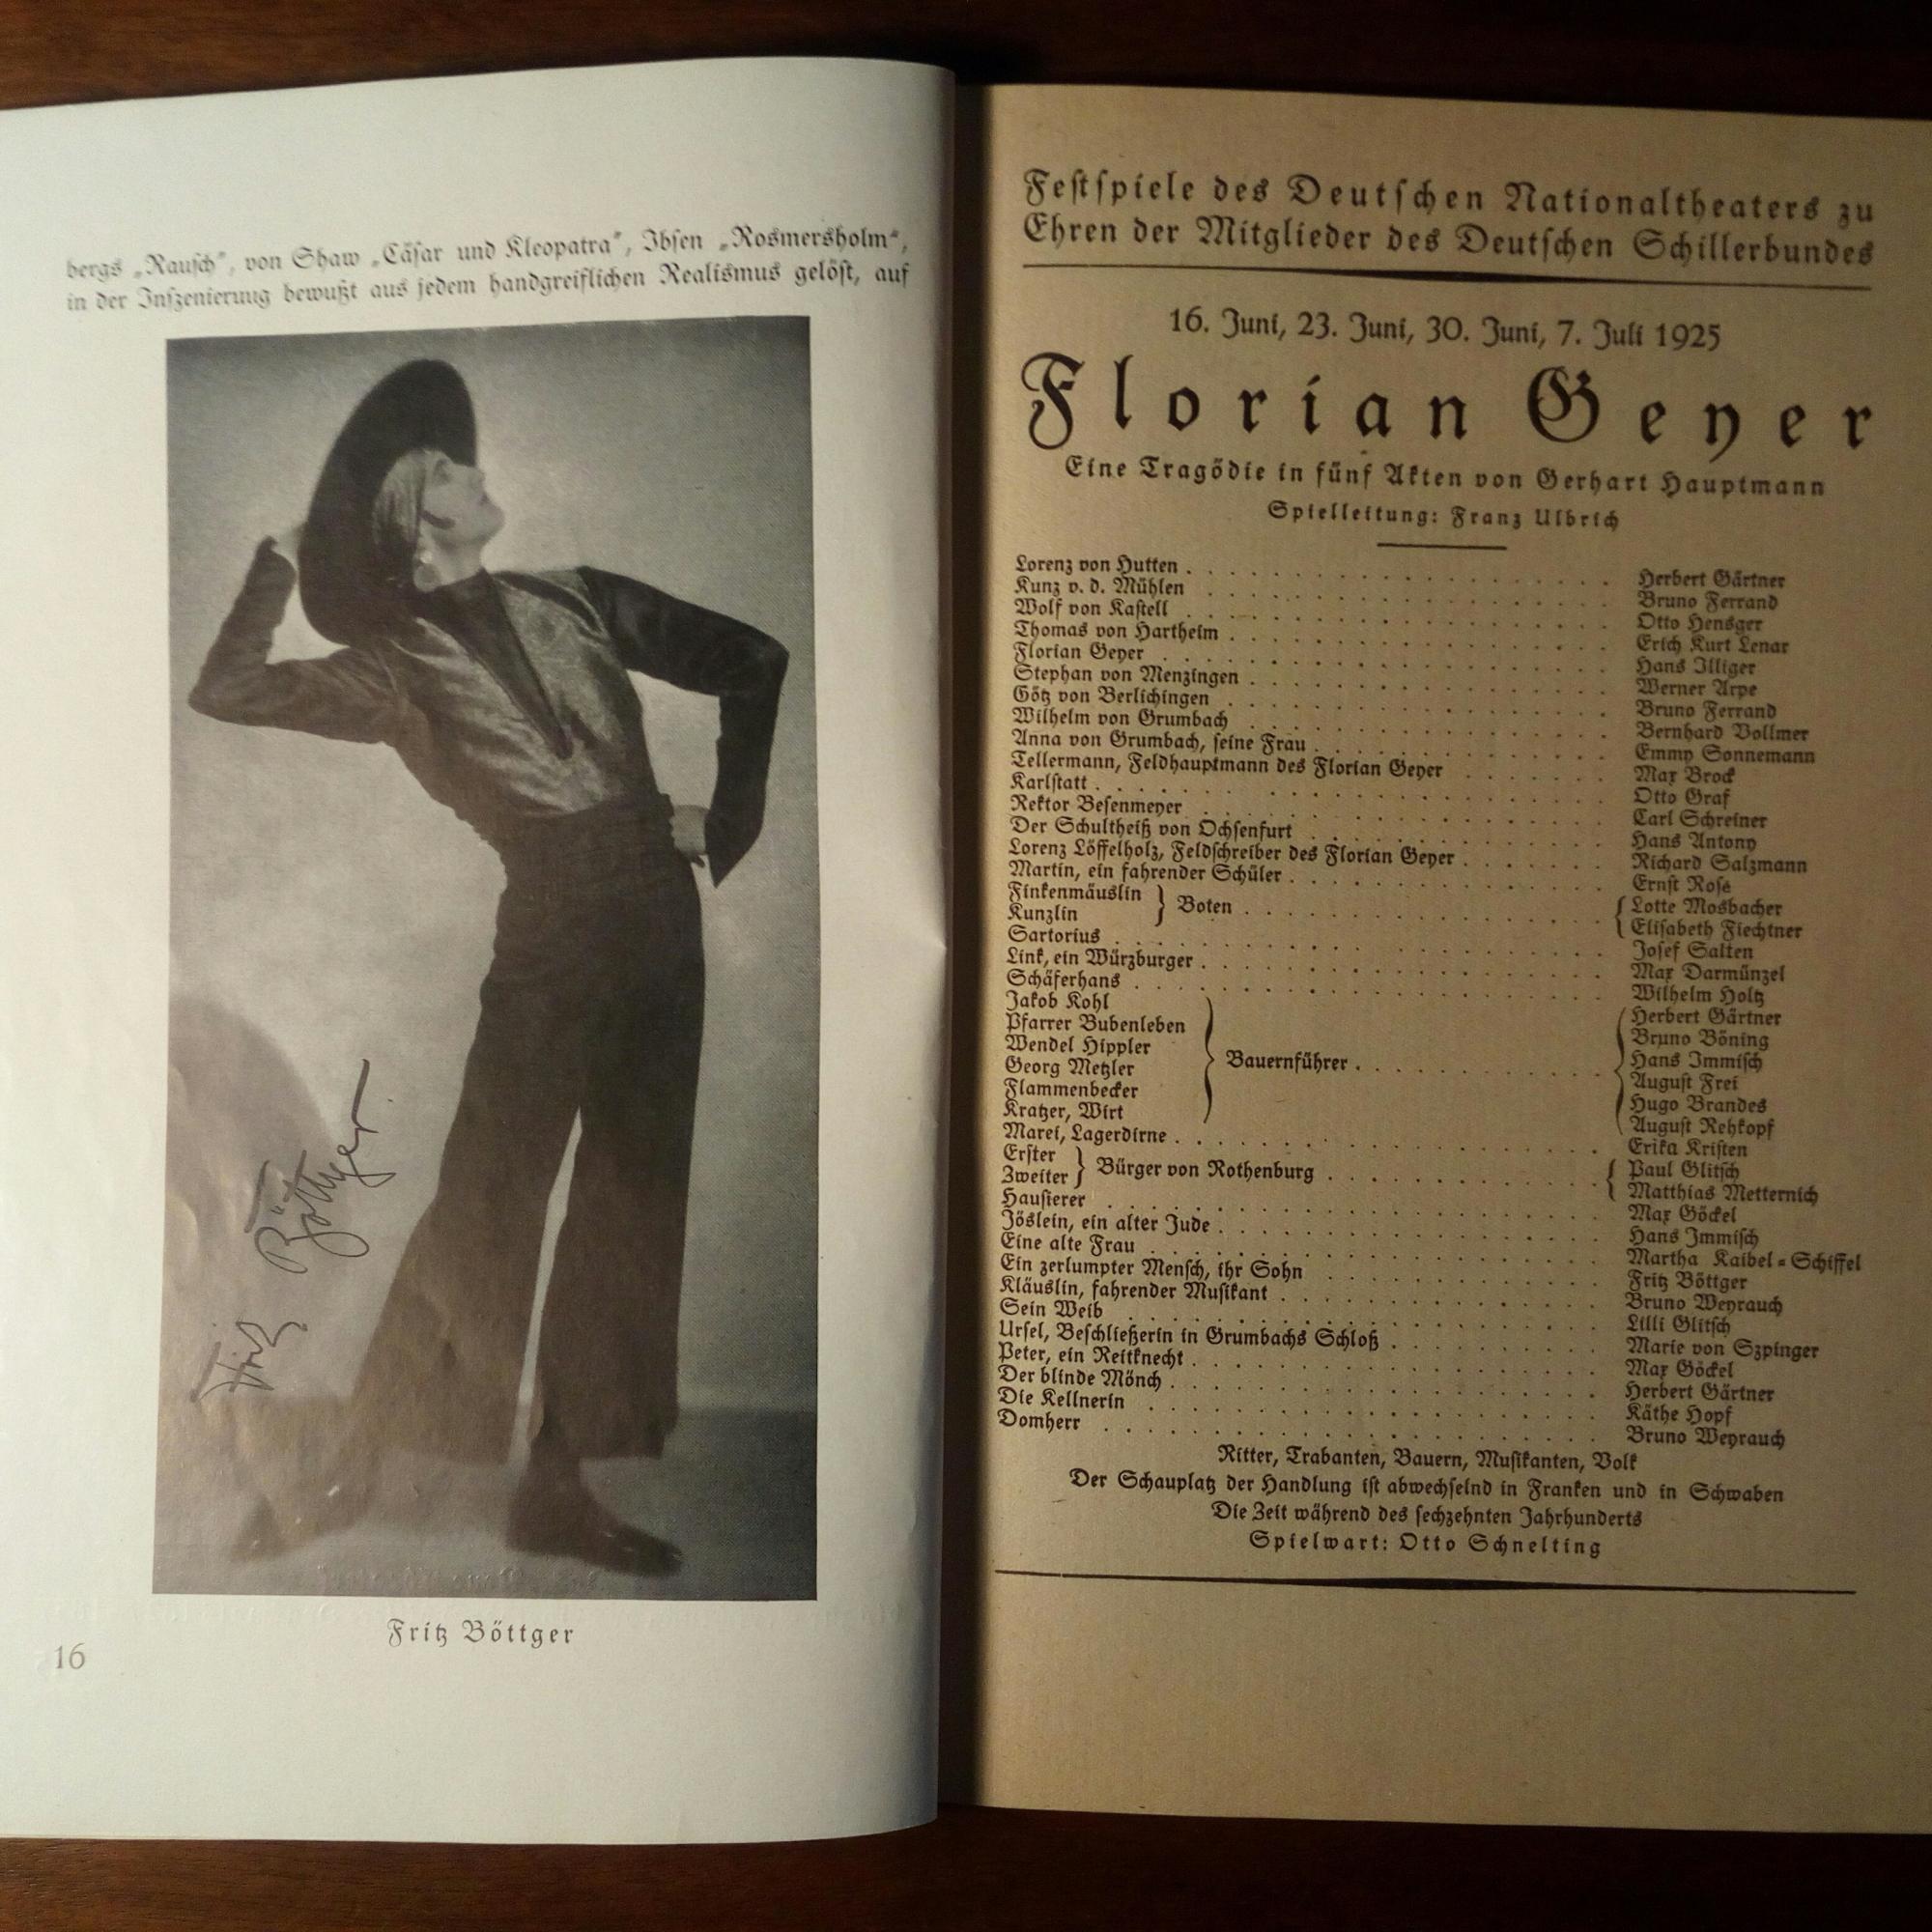 bergs „Rausch“, von Shaw „Cäsar und Kleopatra“, Ibsen „Rosmersholm“,
in der Inszenierung bewußt aus jedem handgreiflichen Realismus gelöst, auf
Fritz Böttger
Fritz Böttger
16
Festspiele des Deutschen Nationaltheaters zu
Ehren der Mitglieder des Deutschen Schillerbundes
16. Juni, 23. Juni, 30. Juni, 7. Juli 1925
Florian Geyer
Eine Tragödie in fünf Akten von Gerhart Hauptmann
Spielleitung: Franz Ulbrich
Lorenz von Hutten . . . . . Herbert Gärtner
Kunz v. d. Mühlen . . . . . Bruno Ferrand
Wolf von Kastell . . . . . Otto Hensger
Thomas von Hartheim . . . . . Erich Kurt Lenar
Florian Geyer . . . . . Hans Illiger
Stephan von Menzingen . . . . . Werner Arpe
Götz von Berlichingen . . . . . Bruno Ferrand
Wilhelm von Grumbach . . . . . Bernhard Vollmer
Anna von Grumbach, seine Frau . . . . . Emmy Sonnemann
Tellermann, Feldhauptmann des Florian Geyer . . . . . Max Brock
Karlstatt . . . . . Otto Graf
Rektor Besenmeyer . . . . . Carl Schreiner
Der Schultheiß von Ochsenfurt . . . . . Hans Antony
Lorenz Löffelholz, Feldschreiber des Florian Geyer . . . . . Richard Salzmann
Martin, ein fahrender Schüler . . . . . Ernst Rose
Finkenmäuslin } Boten . . . . . { Lotte Mosbacher
Kunzlin } { Elisabeth Fiechtner
Sartorius . . . . . Josef Salten
Link, ein Würzburger . . . . . Max Darmünzel
Schäferhans . . . . . Wilhelm Holtz
Jakob Kohl Herbert Gärtner
Pfarrer Bubenleben Bruno Böning
Wendel Hippler } Bauernführer . . . . . { Hans Immisch
Georg Metzler August Frei
Flammenbecker Hugo Brandes
Kratzer, Wirt August Rehkopf
Marei, Lagerdirne . . . . . Erika Kristen
Erster } Bürger von Rothenburg . . . . . { Paul Glitsch
Zweiter } { Matthias Metternich
Hausierer . . . . . Max Göckel
Jöslein, ein alter Jude . . . . . Hans Immisch
Eine alte Frau . . . . . Martha Kaibel-Schiffel
Ein zerlumpter Mensch, ihr Sohn . . . . . Fritz Böttger
Kläuslin, fahrender Musikant . . . . . Bruno Weyrauch
Sein Weib . . . . . Lilli Glitsch
Ursel, Beschließerin in Grumbachs Schloß . . . . . Marie von Szpinger
Peter, ein Reitknecht . . . . . Max Göckel
Der blinde Mönch . . . . . Herbert Gärtner
Die Kellnerin . . . . . Käthe Hopf
Domherr . . . . . Bruno Weyrauch
Ritter, Trabanten, Bauern, Musikanten, Volk
Der Schauplatz der Handlung ist abwechselnd in Franken und in Schwaben
Die Zeit während des sechzehnten Jahrhunderts
Spielwart: Otto Schnelting